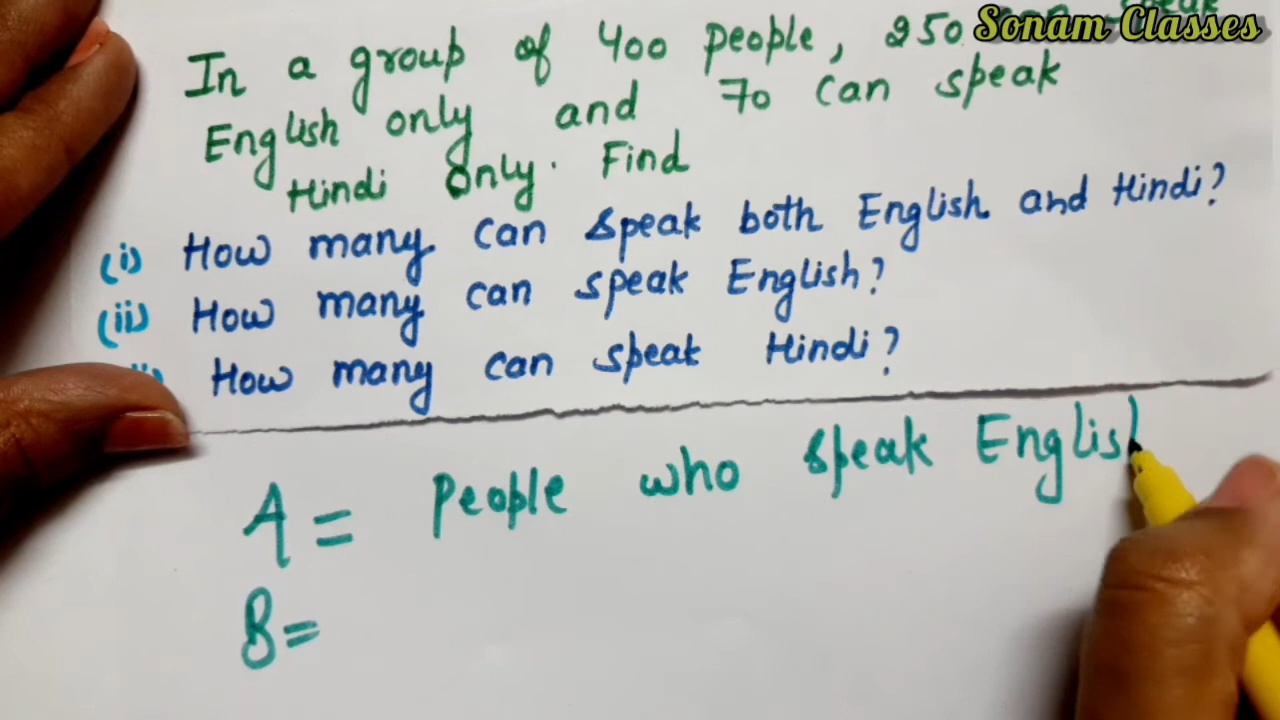 In a group of 400 people, 250 speak
Sonam Classes
English only and 70 can speak
Hindi only. Find
(i) How many can speak both English and Hindi?
(ii) How many can speak English?
How many can speak Hindi?
A = People who speak English
B =